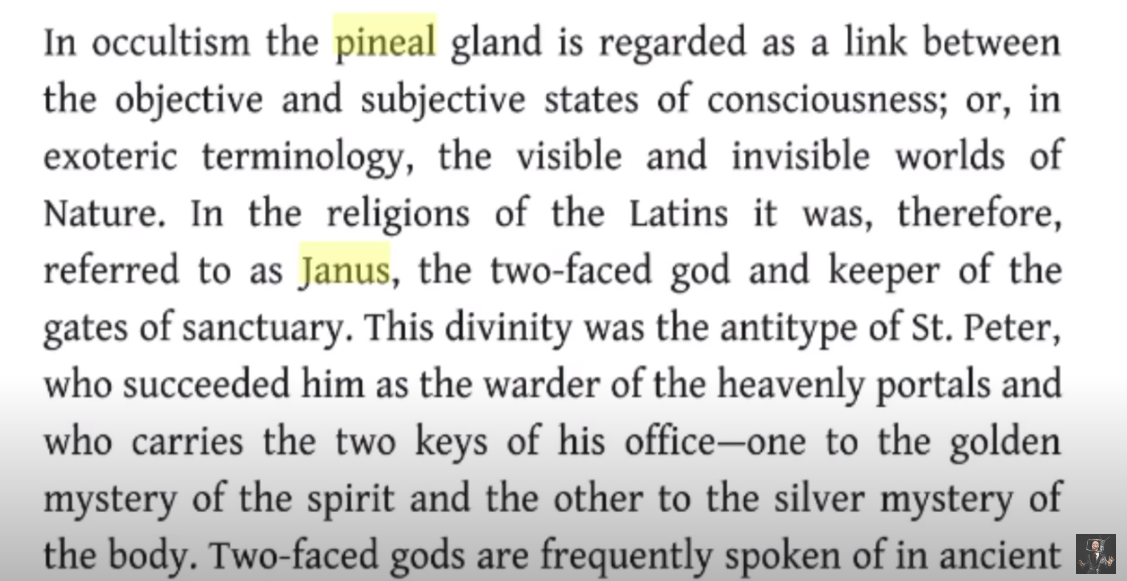 In occultism the pineal gland is regarded as a link between
the objective and subjective states of consciousness; or, in
exoteric terminology, the visible and invisible worlds of
Nature. In the religions of the Latins it was, therefore,
referred to as Janus, the two-faced god and keeper of the
gates of sanctuary. This divinity was the antitype of St. Peter,
who succeeded him as the warder of the heavenly portals and
who carries the two keys of his office—one to the golden
mystery of the spirit and the other to the silver mystery of
the body. Two-faced gods are frequently spoken of in ancient